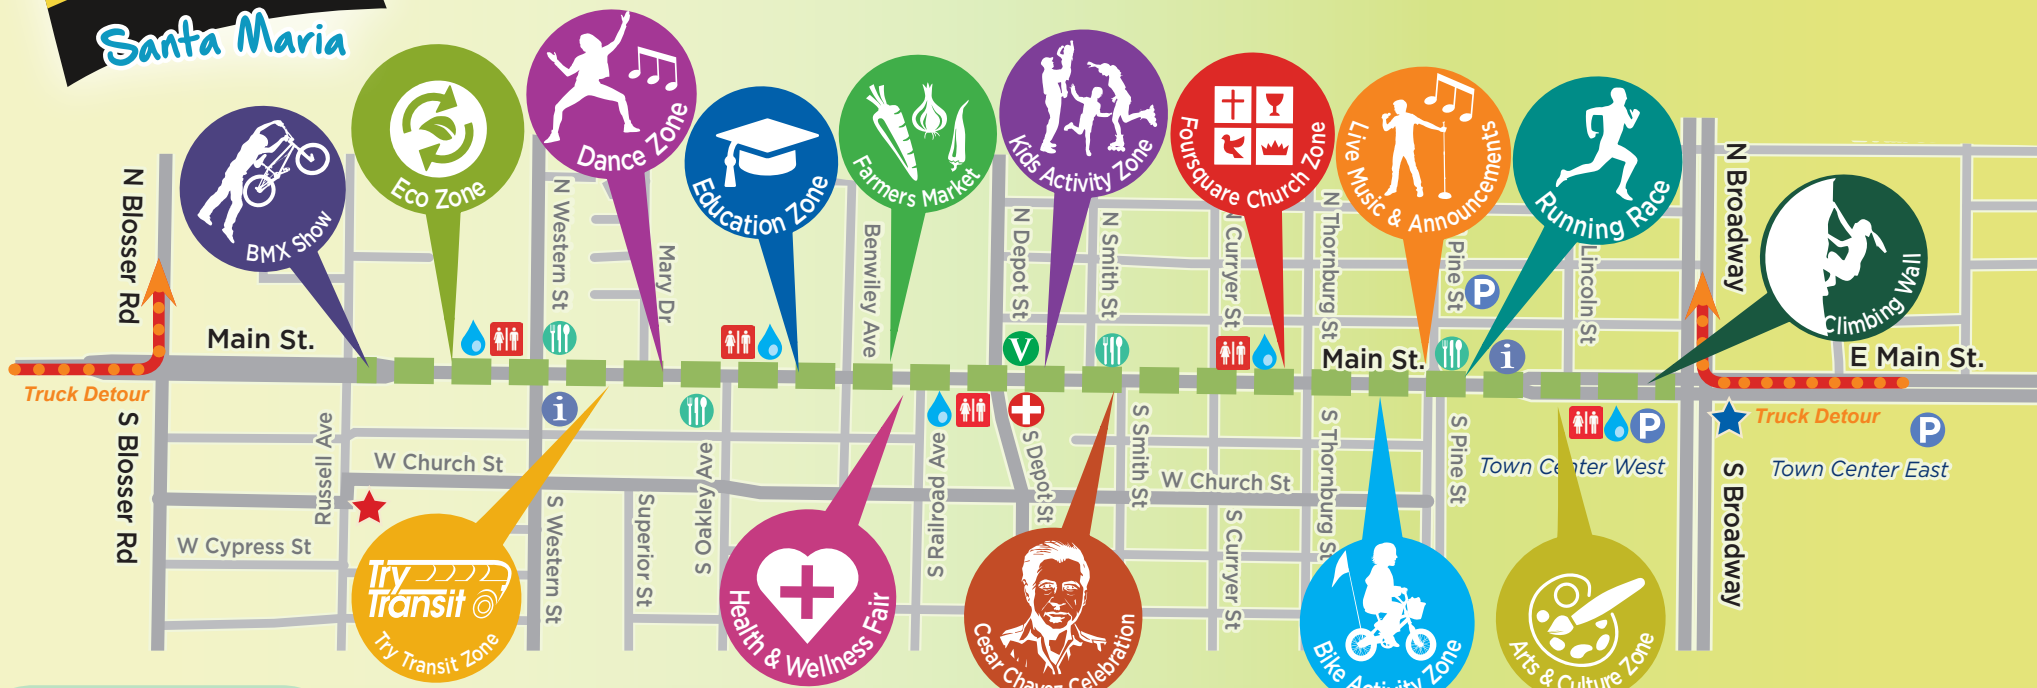 Santa Maria
BMX Show
Eco Zone
Dance Zone
Education Zone
Farmers Market
Kids Activity Zone
Foursquare Church Zone
Live Music & Announcements
Running Race
Climbing Wall
N Blosser Rd
N Western St
Mary Dr
Benwiley Ave
N Depot St
N Smith St
N Curryer St
N Thornburg St
Pine St
P
Lincoln St
N Broadway
Main St.
V
Main St.
i
E Main St.
Truck Detour
i
Truck Detour
P
P
Town Center West
Town Center East
S Blosser Rd
Russell Ave
W Church St
S Oakley Ave
S Railroad Ave
S Depot St
S Smith St
W Church St
S Thornburg St
S Pine St
S Broadway
W Cypress St
S Western St
Superior St
S Curryer St
Try
Transit
Try Transit Zone
Health & Wellness Fair
Cesar Chavez Celebration
Bike Activity Zone
Arts & Culture Zone